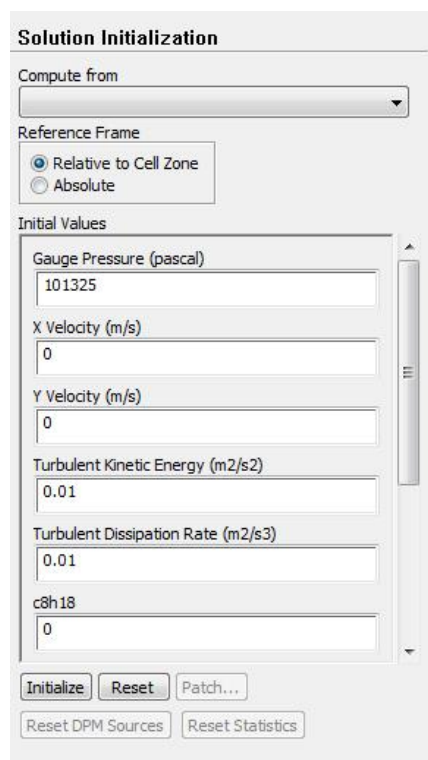 Solution Initialization
Compute from
Reference Frame
Relative to Cell Zone
Absolute
Initial Values
Gauge Pressure (pascal)
101325
X Velocity (m/s)
0
Y Velocity (m/s)
0
Turbulent Kinetic Energy (m2/s2)
0.01
Turbulent Dissipation Rate (m2/s3)
0.01
c8h18
0
Initialize Reset Patch...
Reset DPM Sources Reset Statistics